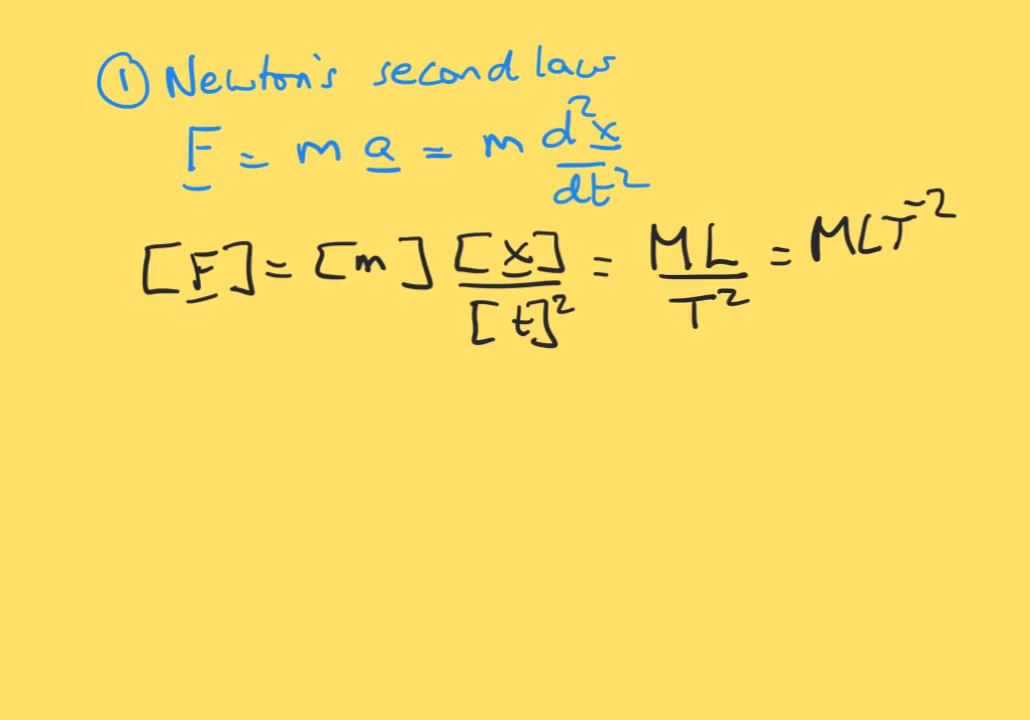 ① Newton's second law
F = m a = m d²x/dt²
[F] = [m] [x]/[t]² = ML/T² = MLT⁻²